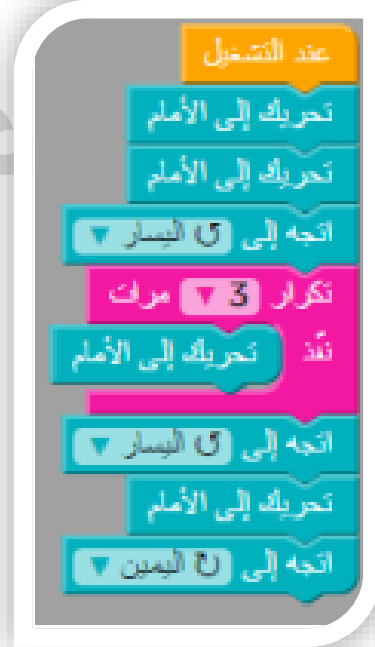 عند التشغيل
تحريك إلى الأمام
تحريك إلى الأمام
اتجه إلى ↺ اليسار ▼
تكرار 3 ▼ مرات
نفّذ تحريك إلى الأمام
اتجه إلى ↺ اليسار ▼
تحريك إلى الأمام
اتجه إلى ↻ اليمين ▼